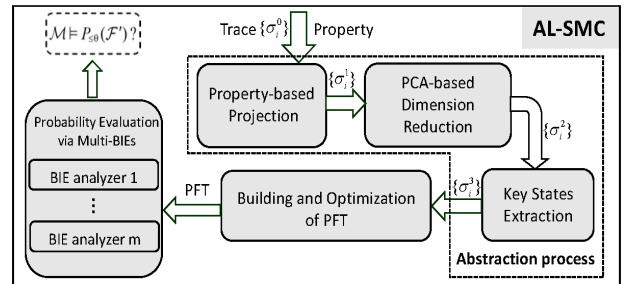 Trace {σ_i^0} Property
AL-SMC
ℳ ⊨ P_{≤θ}(ℱ′) ?
Property-based
Projection
{σ_i^1}
PCA-based
Dimension
Reduction
{σ_i^2}
Probability Evaluation
via Multi-BIEs
BIE analyzer 1
⋮
BIE analyzer m
PFT
Building and Optimization
of PFT
{σ_i^3}
Key States
Extraction
Abstraction process